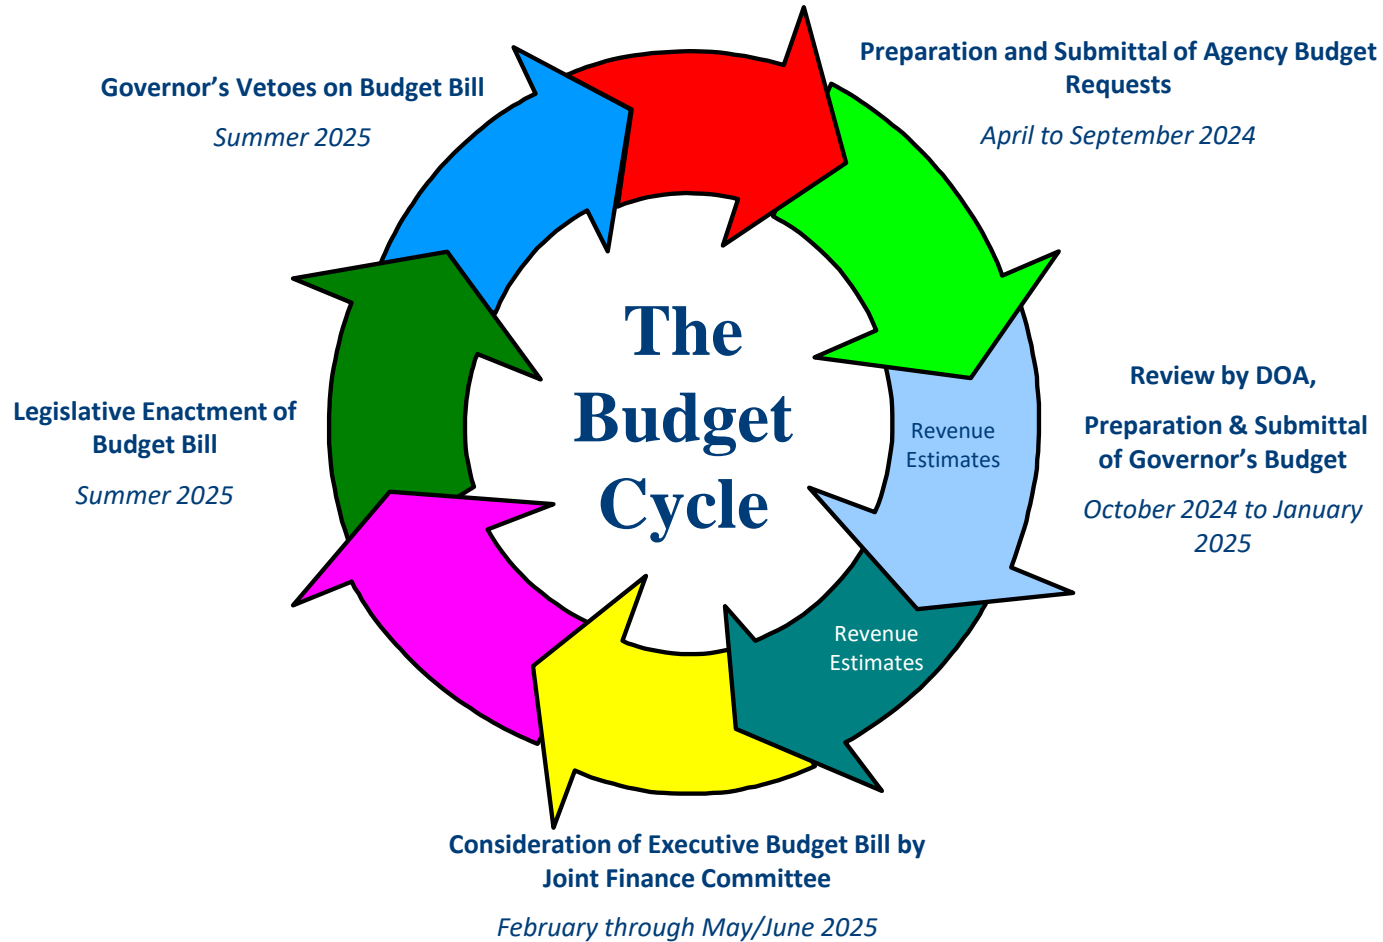 Preparation and Submittal of Agency Budget
Requests
April to September 2024
Review by DOA,
Preparation & Submittal
of Governor’s Budget
October 2024 to January
2025
Consideration of Executive Budget Bill by
Joint Finance Committee
February through May/June 2025
Legislative Enactment of
Budget Bill
Summer 2025
Governor’s Vetoes on Budget Bill
Summer 2025
The
Budget
Cycle
Revenue
Estimates
Revenue
Estimates